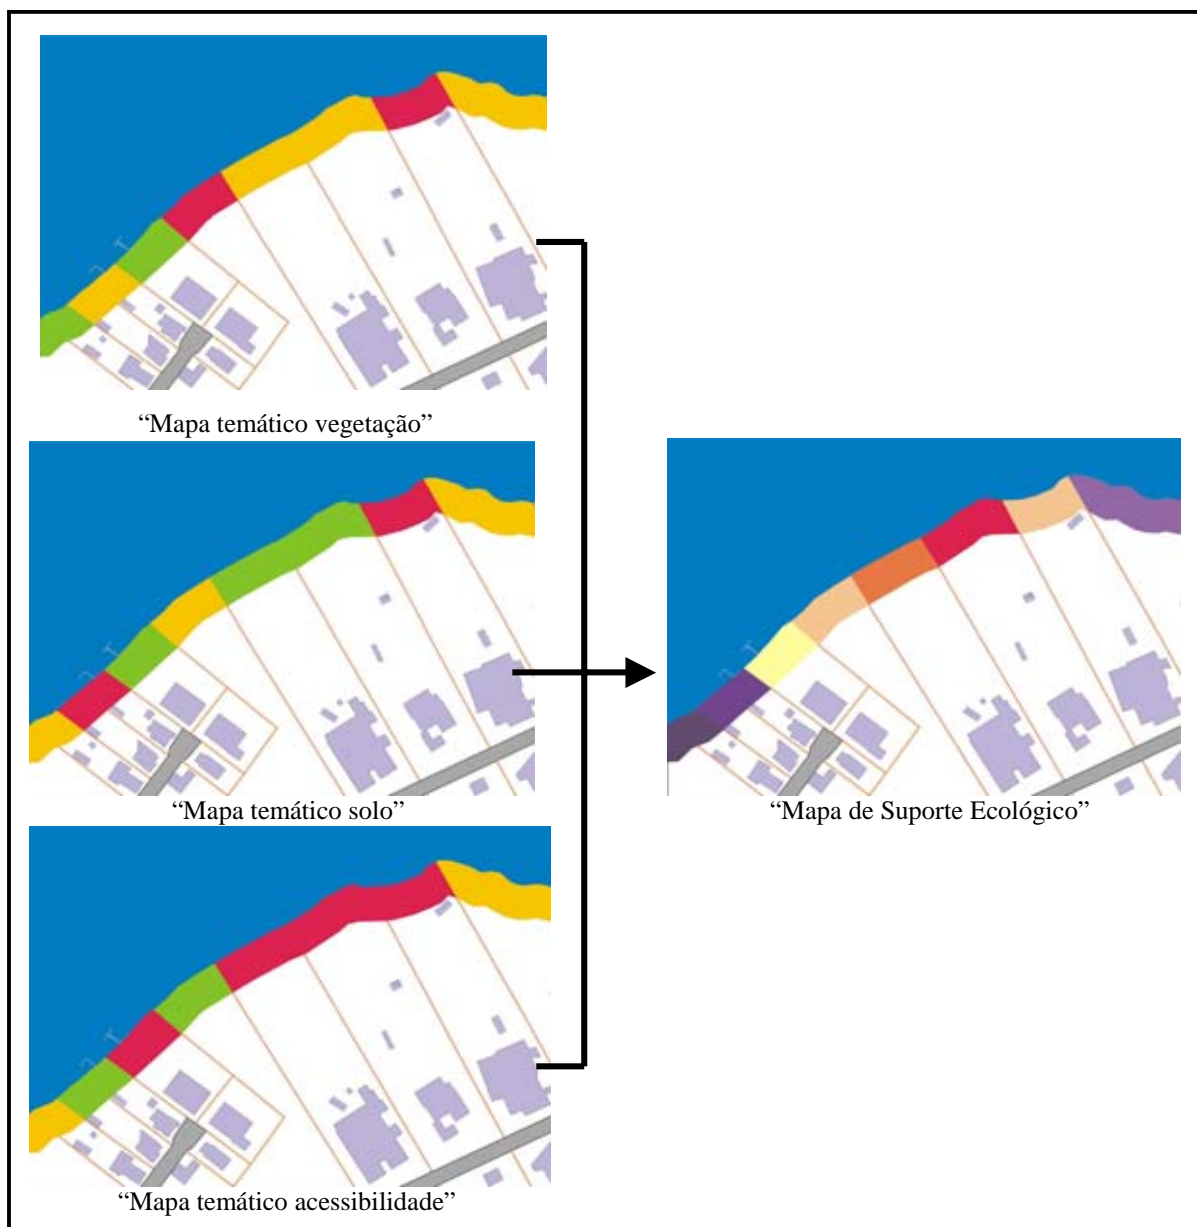 “Mapa temático vegetação”
“Mapa temático solo”
“Mapa de Suporte Ecológico”
“Mapa temático acessibilidade”